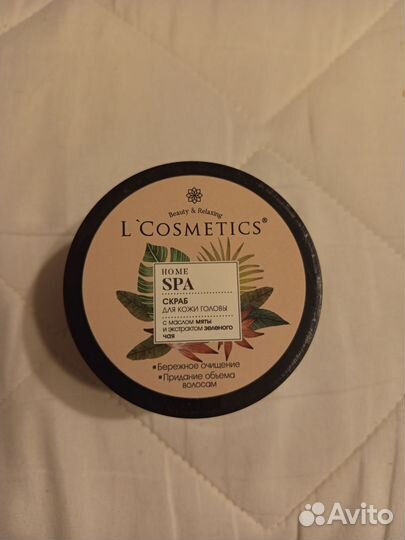 Beauty & Relaxing
L`COSMETICS®
HOME
SPA
СКРАБ
ДЛЯ КОЖИ ГОЛОВЫ
с маслом мяты
и экстрактом зеленого
чая
Бережное очищение
Придание объема
волосам
Avito